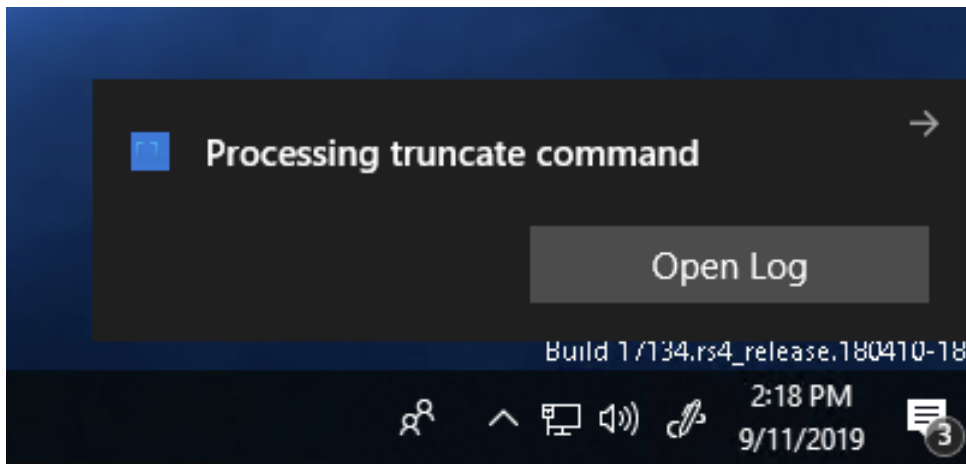 Processing truncate command
Open Log
Build 17134.rs4_release.180410-18
2:18 PM
9/11/2019
3